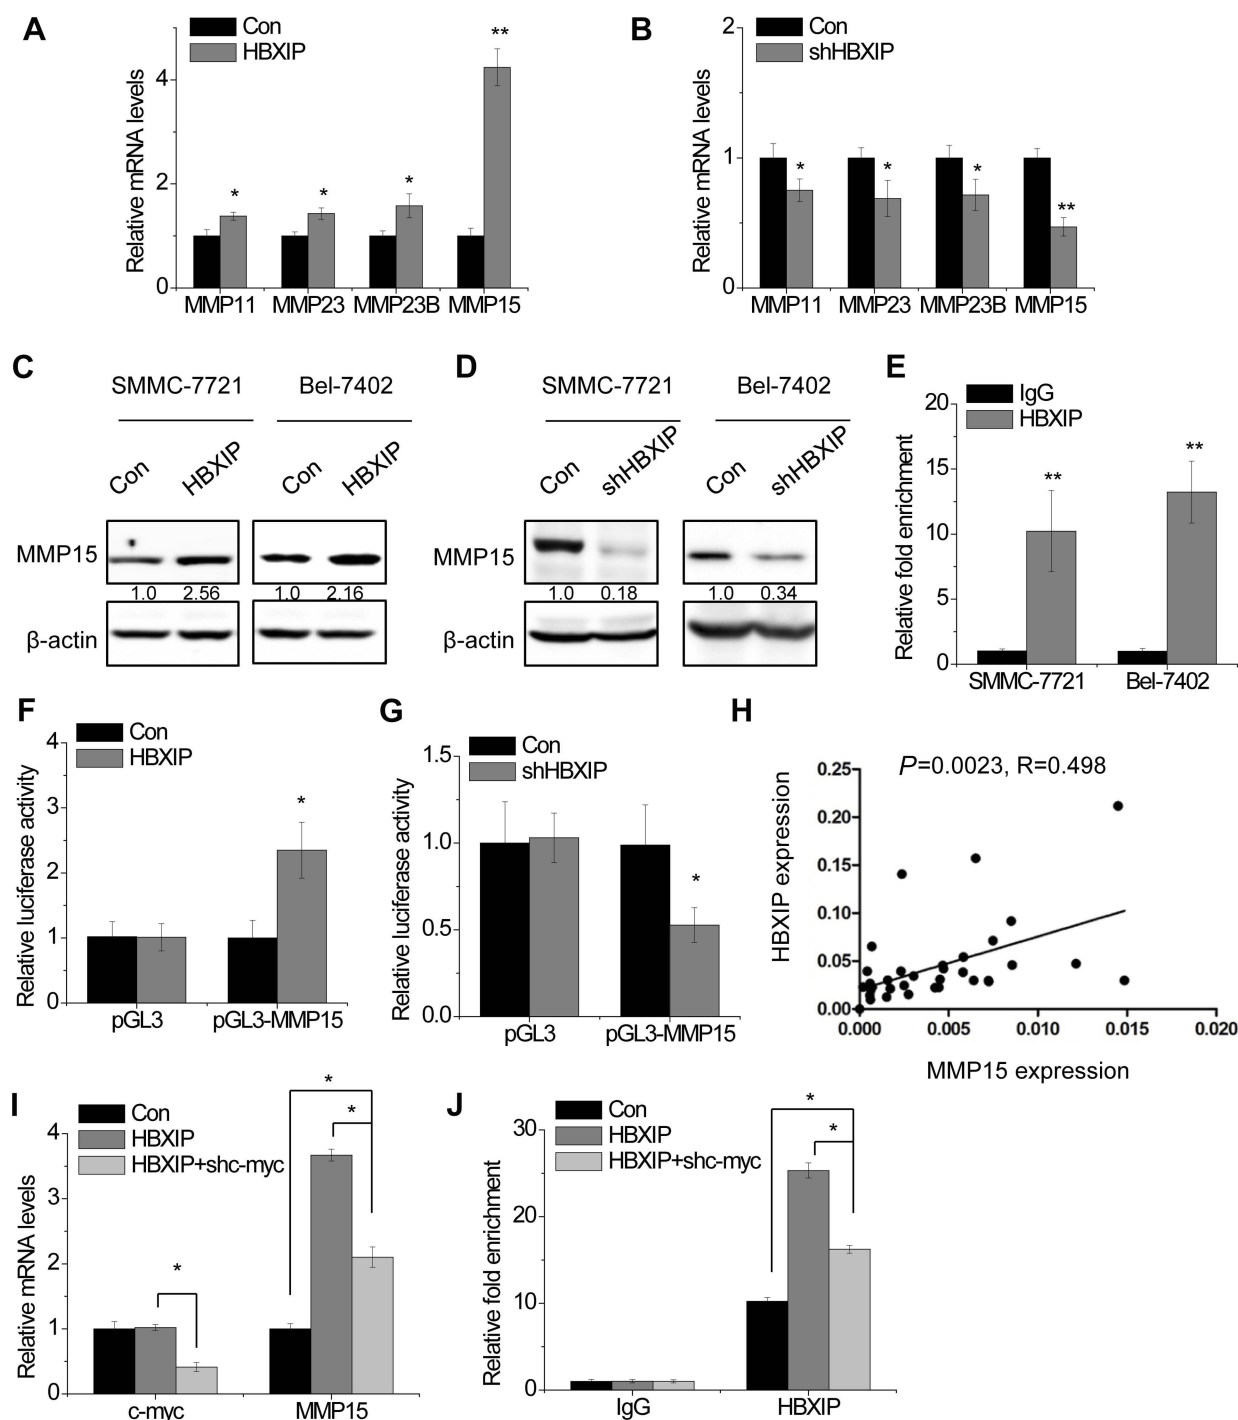 A
Con
HBXIP
Relative mRNA levels
4
2
0
*
*
*
**
MMP11 MMP23 MMP23B MMP15
B
Con
shHBXIP
Relative mRNA levels
2
1
0
*
*
*
**
MMP11 MMP23 MMP23B MMP15
C
SMMC-7721 Bel-7402
Con HBXIP Con HBXIP
MMP15
1.0 2.56 1.0 2.16
β-actin
D
SMMC-7721 Bel-7402
Con shHBXIP Con shHBXIP
MMP15
1.0 0.18 1.0 0.34
β-actin
E
IgG
HBXIP
Relative fold enrichment
20
15
10
5
0
**
**
SMMC-7721 Bel-7402
F
Con
HBXIP
Relative luciferase activity
4
3
2
1
0
*
pGL3 pGL3-MMP15
G
Con
shHBXIP
Relative luciferase activity
1.5
1.0
0.5
0.0
*
pGL3 pGL3-MMP15
H
P=0.0023, R=0.498
HBXIP expression
0.25
0.20
0.15
0.10
0.05
0.00
0.000 0.005 0.010 0.015 0.020
MMP15 expression
I
Con
HBXIP
HBXIP+shc-myc
Relative mRNA levels
4
3
2
1
0
*
*
*
c-myc MMP15
J
Con
HBXIP
HBXIP+shc-myc
Relative fold enrichment
30
20
10
0
*
*
IgG HBXIP